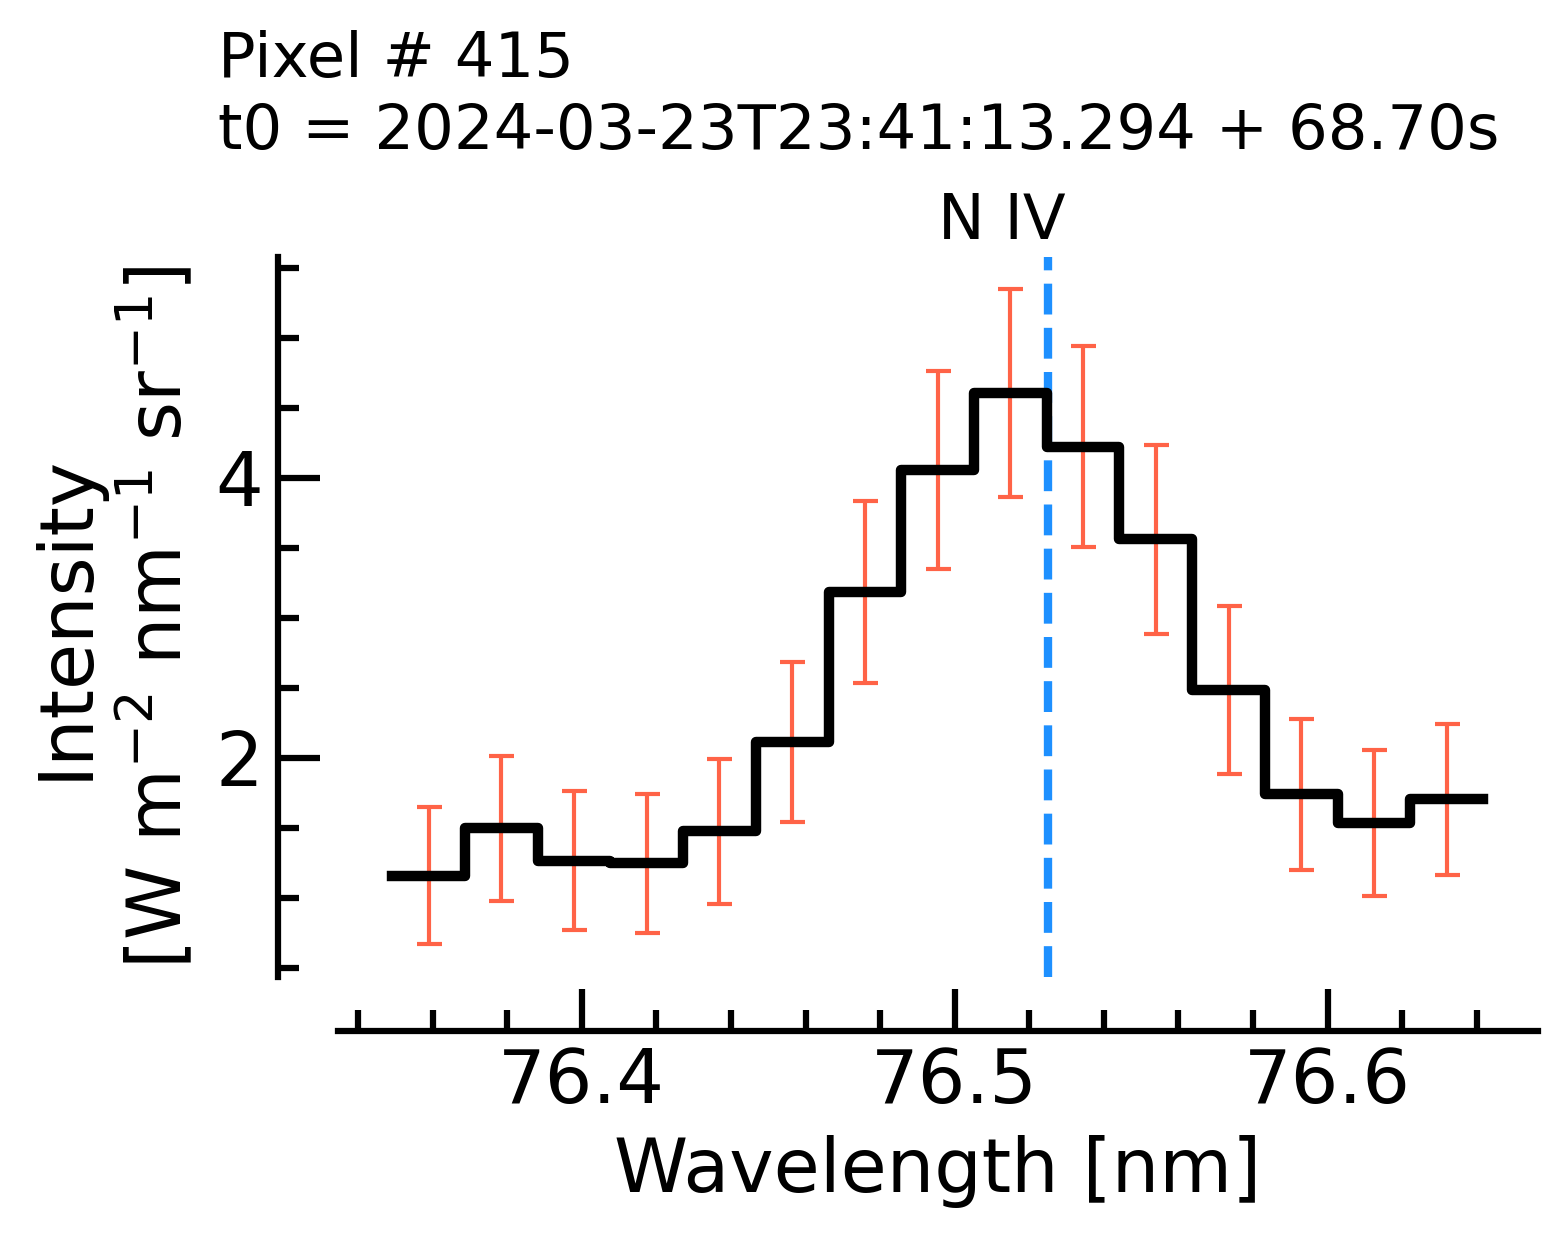 Pixel # 415
t0 = 2024-03-23T23:41:13.294 + 68.70s
N IV
Intensity
[W m⁻² nm⁻¹ sr⁻¹]
4
2
76.4 76.5 76.6
Wavelength [nm]